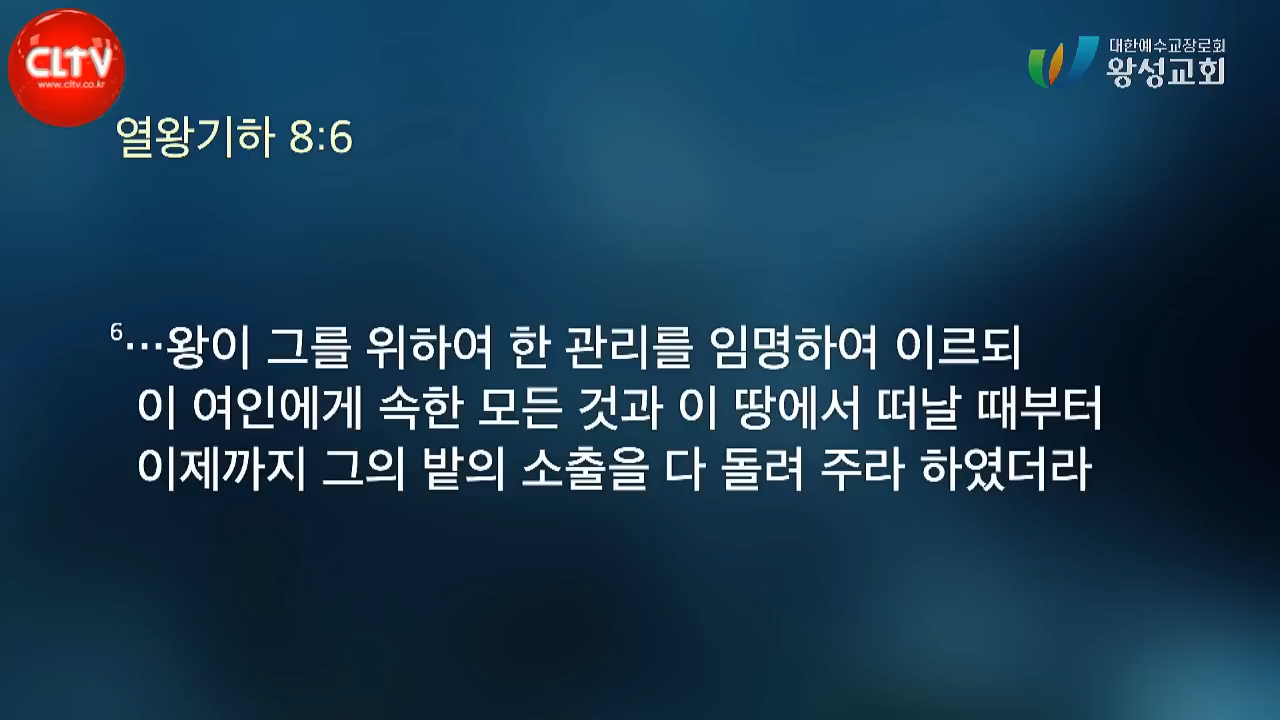 CLTV
www.cltv.co.kr
대한예수교장로회
왕성교회
열왕기하 8:6
6…왕이 그를 위하여 한 관리를 임명하여 이르되
이 여인에게 속한 모든 것과 이 땅에서 떠날 때부터
이제까지 그의 밭의 소출을 다 돌려 주라 하였더라